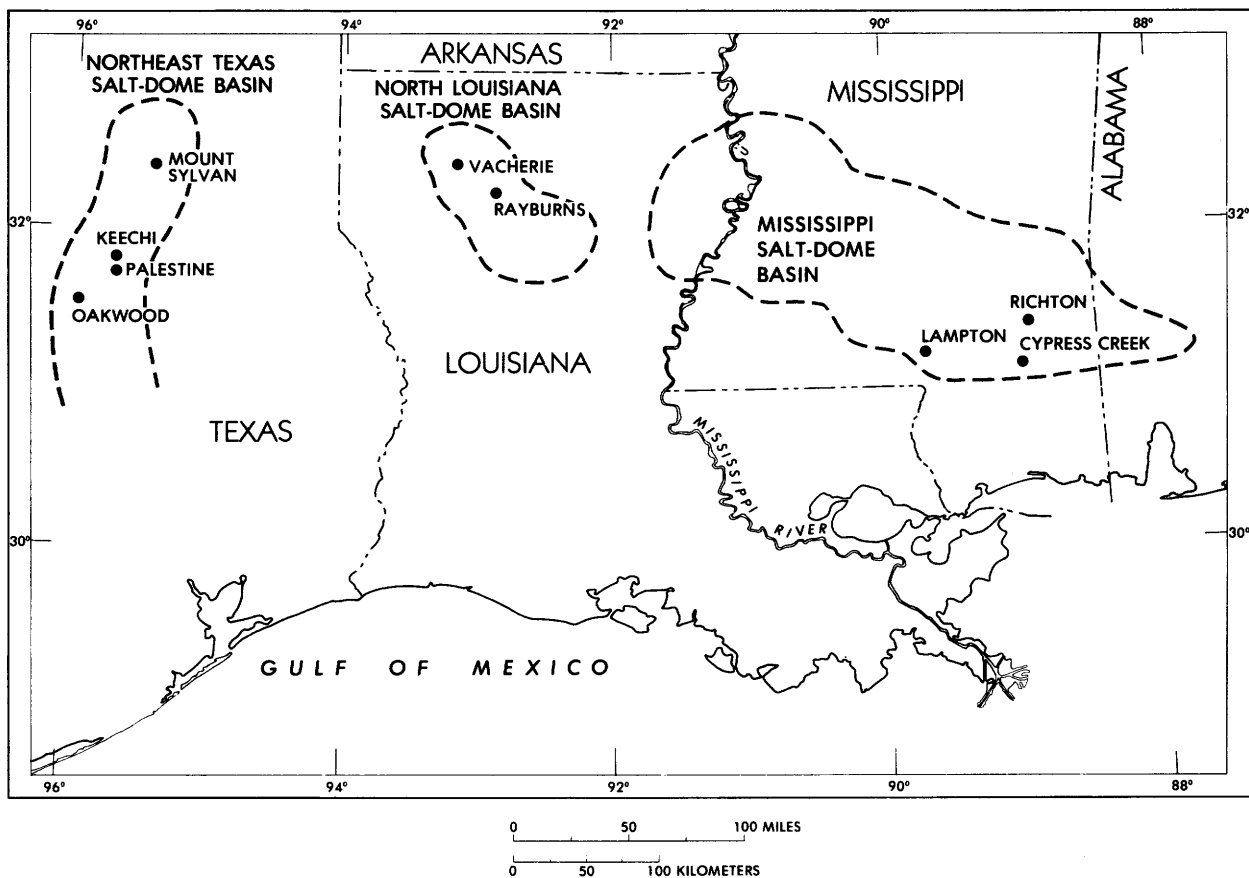 96°
94°
92°
90°
88°
NORTHEAST TEXAS
SALT-DOME BASIN
ARKANSAS
NORTH LOUISIANA
SALT-DOME BASIN
MISSISSIPPI
ALABAMA
MOUNT
SYLVAN
VACHERIE
RAYBURNS
32°
32°
KEECHI
PALESTINE
OAKWOOD
MISSISSIPPI
SALT-DOME
BASIN
RICHTON
LAMPTON
CYPRESS CREEK
LOUISIANA
TEXAS
MISSISSIPPI
RIVER
30°
30°
GULF OF MEXICO
96°
94°
92°
90°
88°
0 50 100 MILES
0 50 100 KILOMETERS